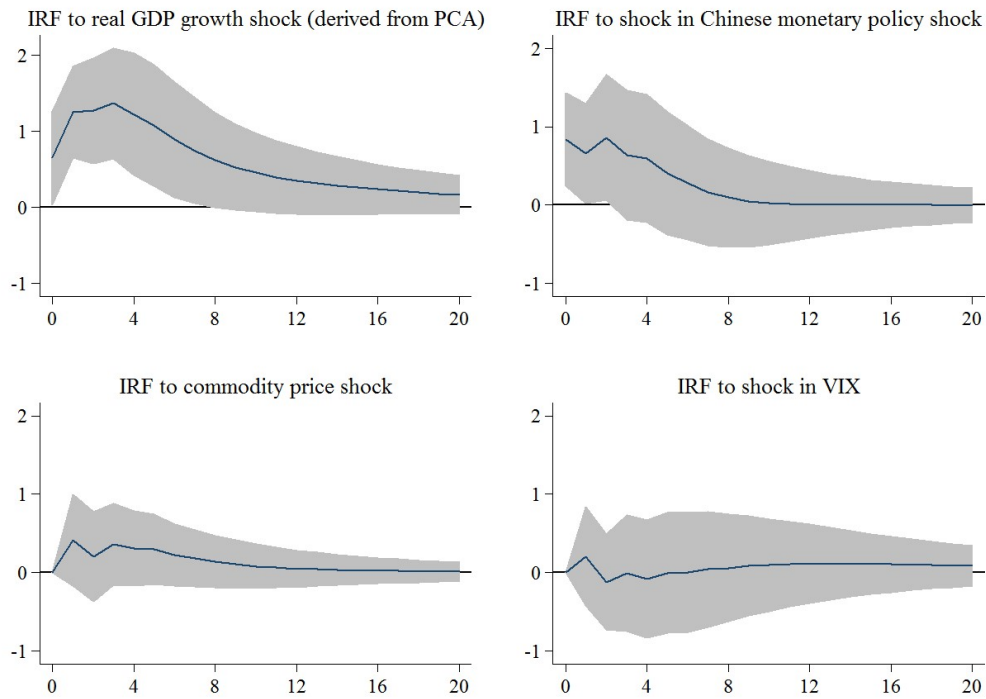 IRF to real GDP growth shock (derived from PCA)
2
1
0
-1
0 4 8 12 16 20
IRF to shock in Chinese monetary policy shock
2
1
0
-1
0 4 8 12 16 20
IRF to commodity price shock
2
1
0
-1
0 4 8 12 16 20
IRF to shock in VIX
2
1
0
-1
0 4 8 12 16 20